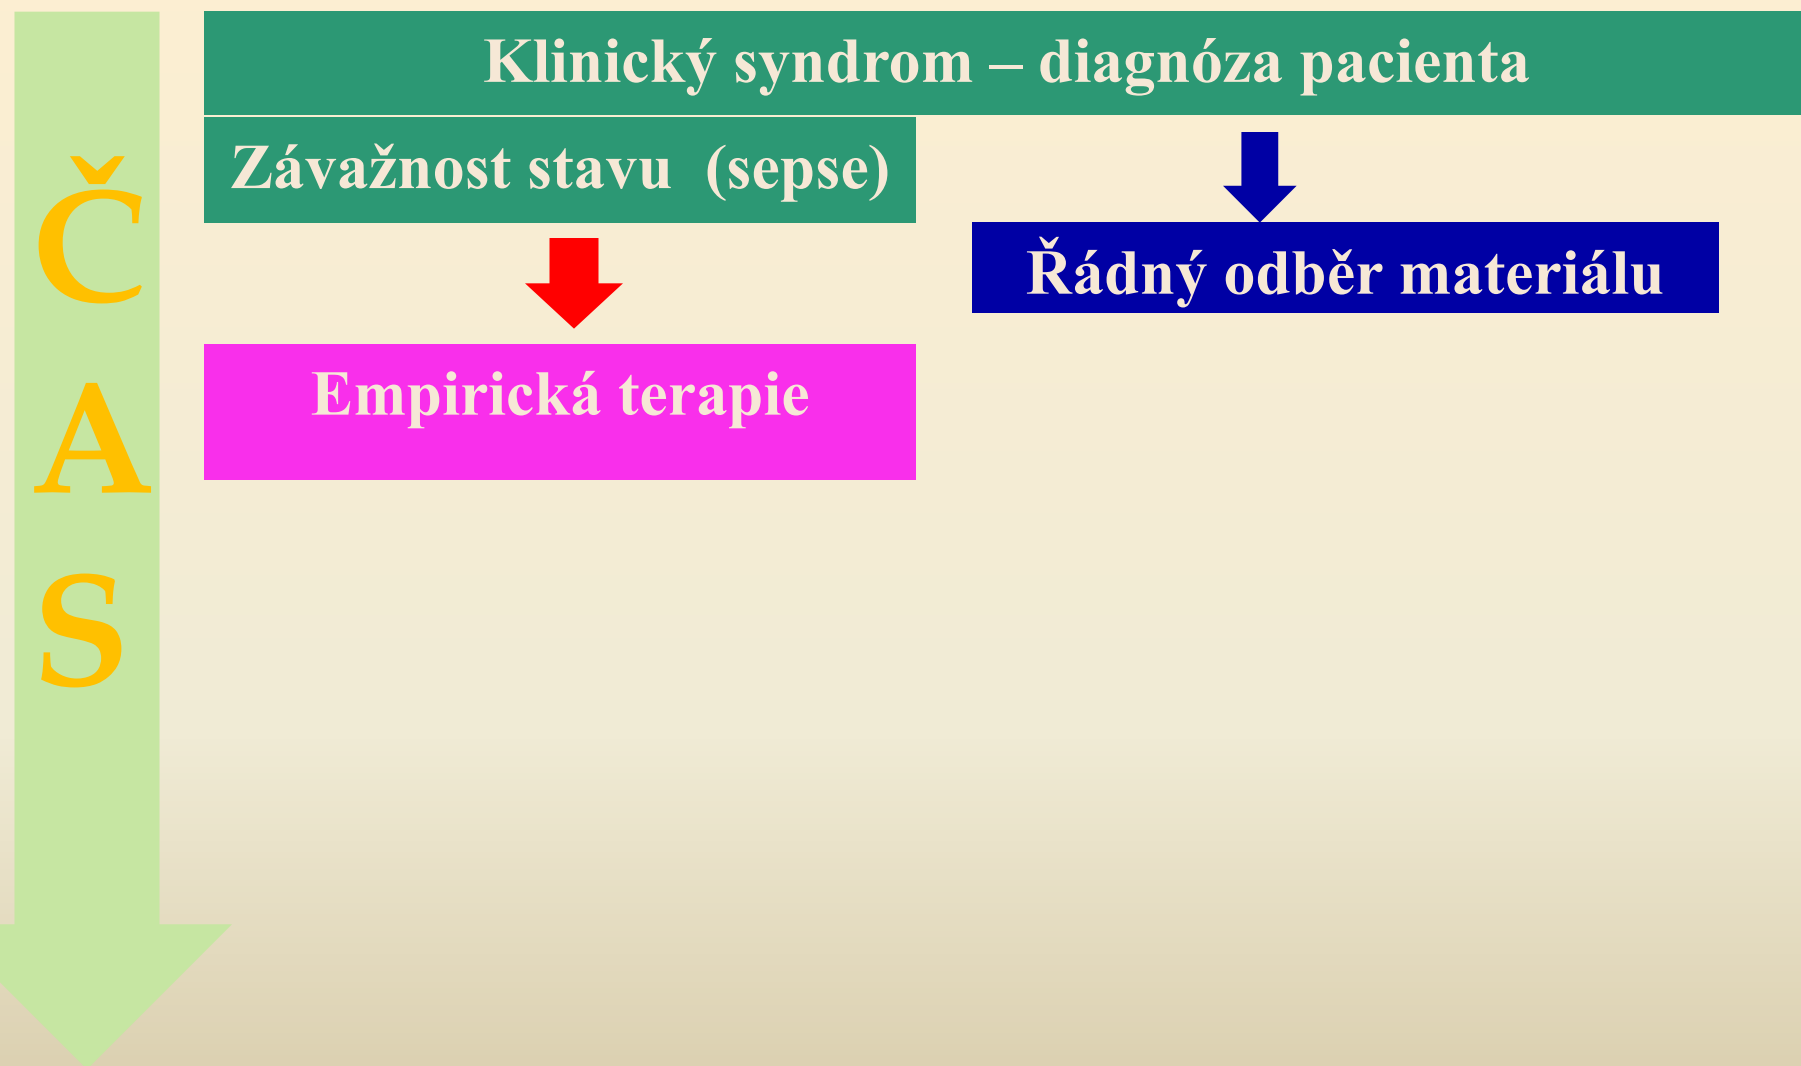 Klinický syndrom – diagnóza pacienta
Závažnost stavu (sepse)
Řádný odběr materiálu
Empirická terapie
Č
A
S